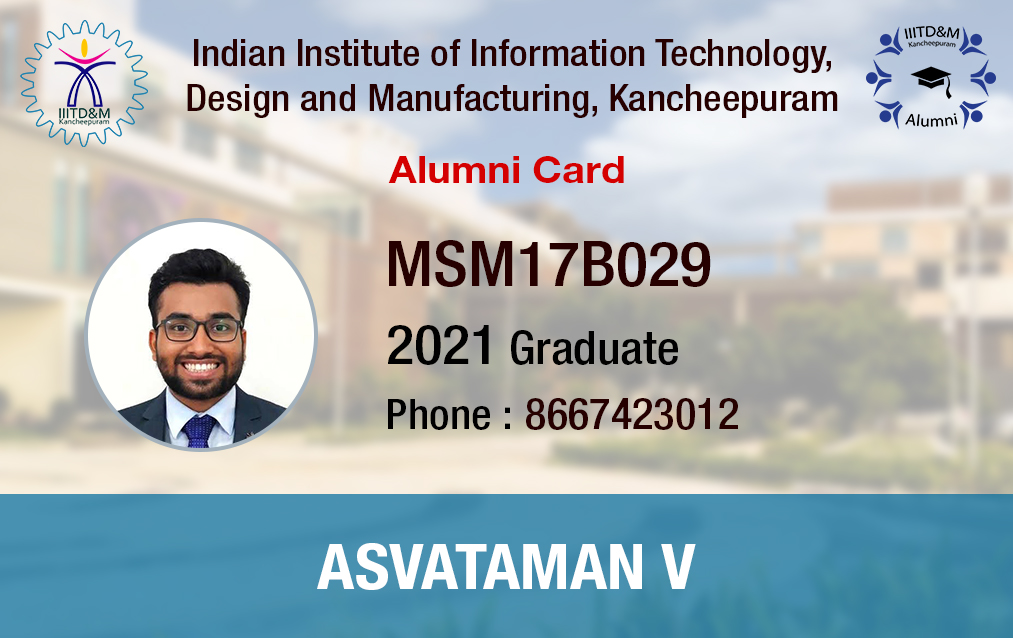 Indian Institute of Information Technology,
Design and Manufacturing, Kancheepuram
IIITD&M
Kancheepuram
IIITD&M
Kancheepuram
Alumni
Alumni Card
MSM17B029
2021 Graduate
Phone : 8667423012
ASVATAMAN V